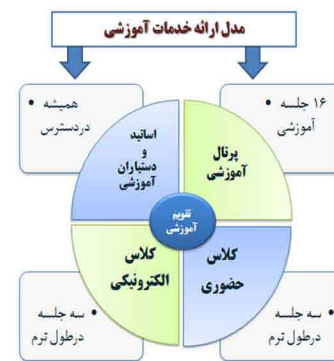 مدل ارائه خدمات آموزشی
• ۱۶ جلسه
آموزشی
• همیشه
دردسترس
پرتال
آموزشی
اساتید
و
دستیاران
آموزشی
تقویم
آموزشی
کلاس
حضوری
کلاس
الکترونیکی
• سه جلسه
درطول ترم
• سه جلسه
درطول ترم